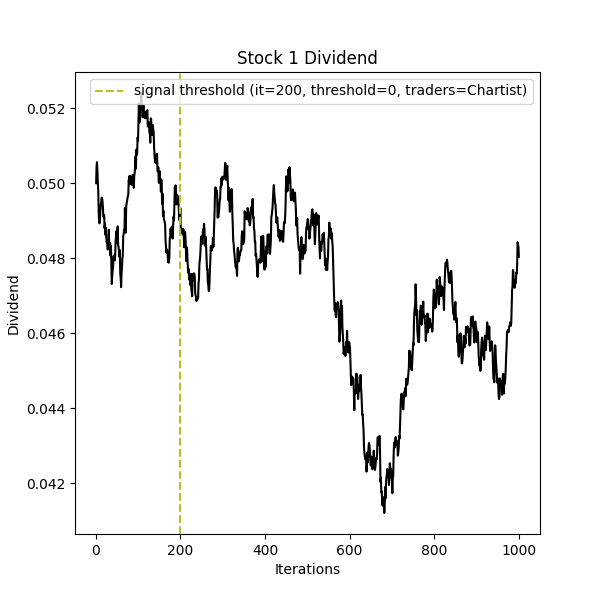 Stock 1 Dividend
signal threshold (it=200, threshold=0, traders=Chartist)
0.052
0.050
0.048
0.046
0.044
0.042
Dividend
0 200 400 600 800 1000
Iterations